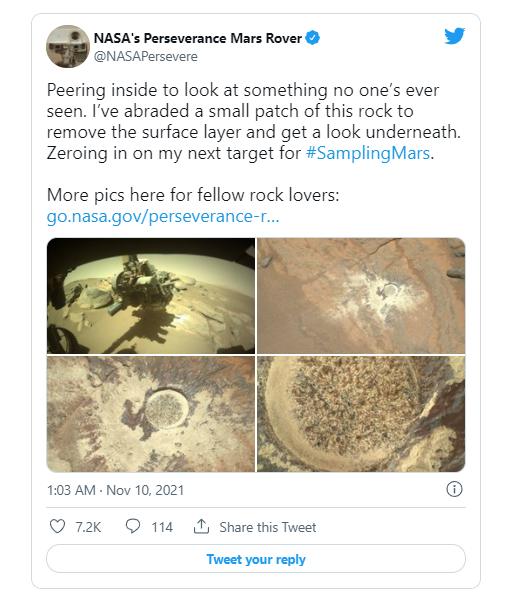 NASA's Perseverance Mars Rover
@NASAPersevere
Peering inside to look at something no one's ever
seen. I've abraded a small patch of this rock to
remove the surface layer and get a look underneath.
Zeroing in on my next target for #SamplingMars.
More pics here for fellow rock lovers:
go.nasa.gov/perseverance-r…
1:03 AM · Nov 10, 2021
7.2K 114 Share this Tweet
Tweet your reply